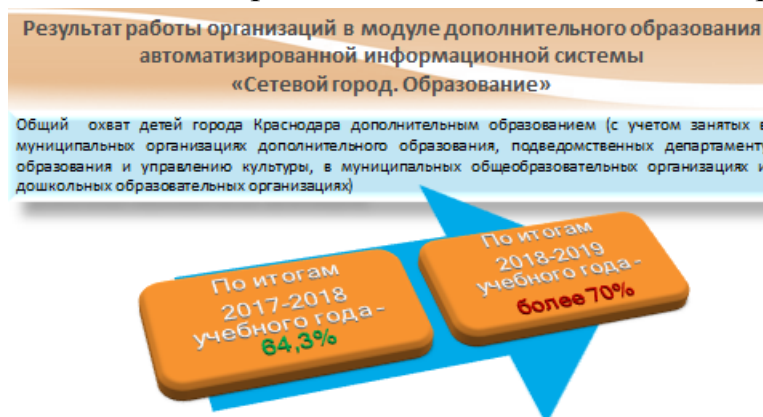 Результат работы организаций в модуле дополнительного образования
автоматизированной информационной системы
«Сетевой город. Образование»
Общий охват детей города Краснодара дополнительным образованием (с учетом занятых в
муниципальных организациях дополнительного образования, подведомственных департаменту
образования и управлению культуры, в муниципальных общеобразовательных организациях и
дошкольных образовательных организациях)
По итогам
2017-2018
учебного года -
64,3%
По итогам
2018-2019
учебного года -
более 70%